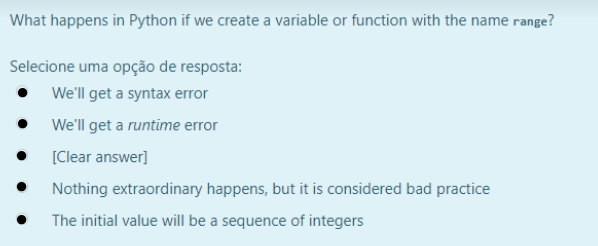 What happens in Python if we create a variable or function with the name range?
Selecione uma opção de resposta:
We'll get a syntax error
We'll get a runtime error
[Clear answer]
Nothing extraordinary happens, but it is considered bad practice
The initial value will be a sequence of integers